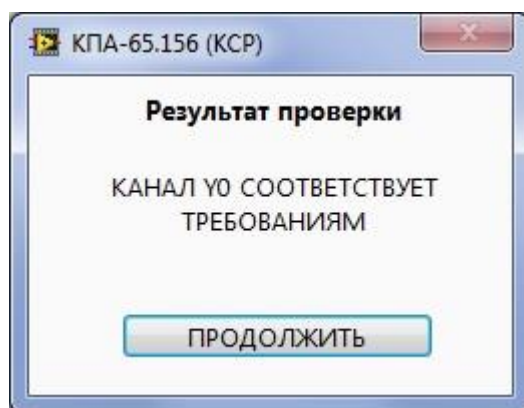 КПА-65.156 (КСР)
Результат проверки
КАНАЛ Y0 СООТВЕТСТВУЕТ
ТРЕБОВАНИЯМ
ПРОДОЛЖИТЬ